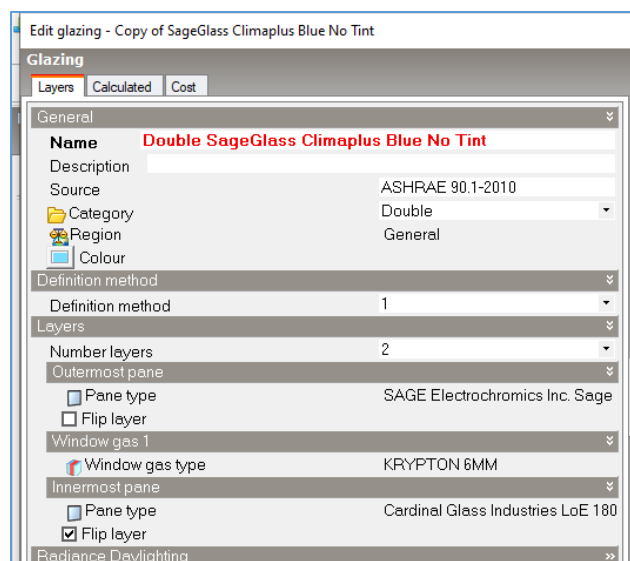 Edit glazing - Copy of SageGlass Climaplus Blue No Tint
Glazing
Layers Calculated Cost
General
Name Double SageGlass Climaplus Blue No Tint
Description
Source ASHRAE 90.1-2010
Category Double
Region General
Colour
Definition method
Definition method 1
Layers
Number layers 2
Outermost pane
Pane type SAGE Electrochromics Inc. Sage
Flip layer
Window gas 1
Window gas type KRYPTON 6MM
Innermost pane
Pane type Cardinal Glass Industries LoE 180
Flip layer
Radiance Daylighting